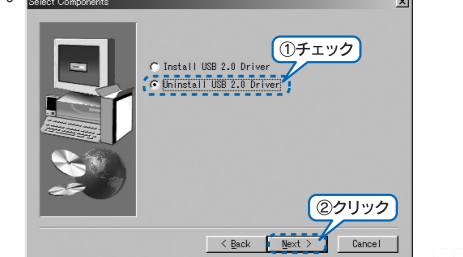 Select Components
①チェック
Install USB 2.0 Driver
Uninstall USB 2.0 Driver
②クリック
< Back Next > Cancel